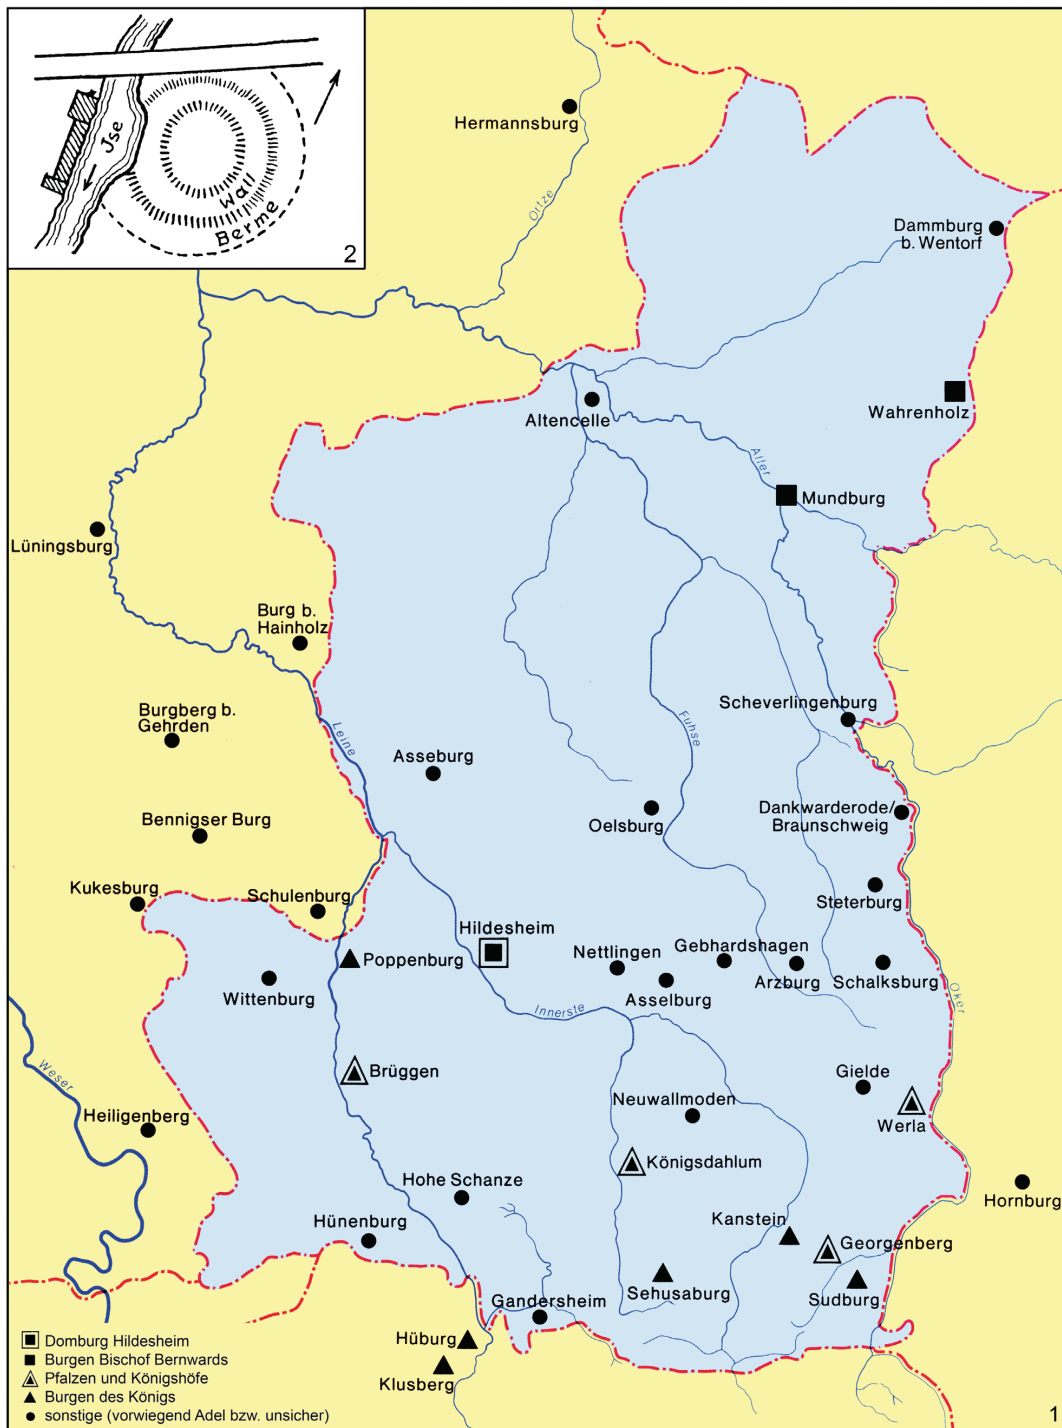 Jse
Wall
Berme
2
Hermannsburg
Ortze
Dammburg
b. Wentorf
Wahrenholz
Altencelle
Aller
Mundburg
Lüningsburg
Burg b.
Hainholz
Scheverlingenburg
Burgberg b.
Gehrden
Leine
Fuhse
Asseburg
Bennigser Burg
Oelsburg
Dankwarderode/
Braunschweig
Kukesburg
Schulenburg
Steterburg
Hildesheim
Poppenburg
Nettlingen
Gebhardshagen
Wittenburg
Asselburg
Arzburg
Schalksburg
Oker
Innerste
Weser
Brüggen
Gielde
Neuwallmoden
Werla
Heiligenberg
Königsdahlum
Hohe Schanze
Hornburg
Hünenburg
Kanstein
Georgenberg
Sehusaburg
Sudburg
Gandersheim
Hüburg
Klusberg
Domburg Hildesheim
Burgen Bischof Bernwards
Pfalzen und Königshöfe
Burgen des Königs
sonstige (vorwiegend Adel bzw. unsicher)
1